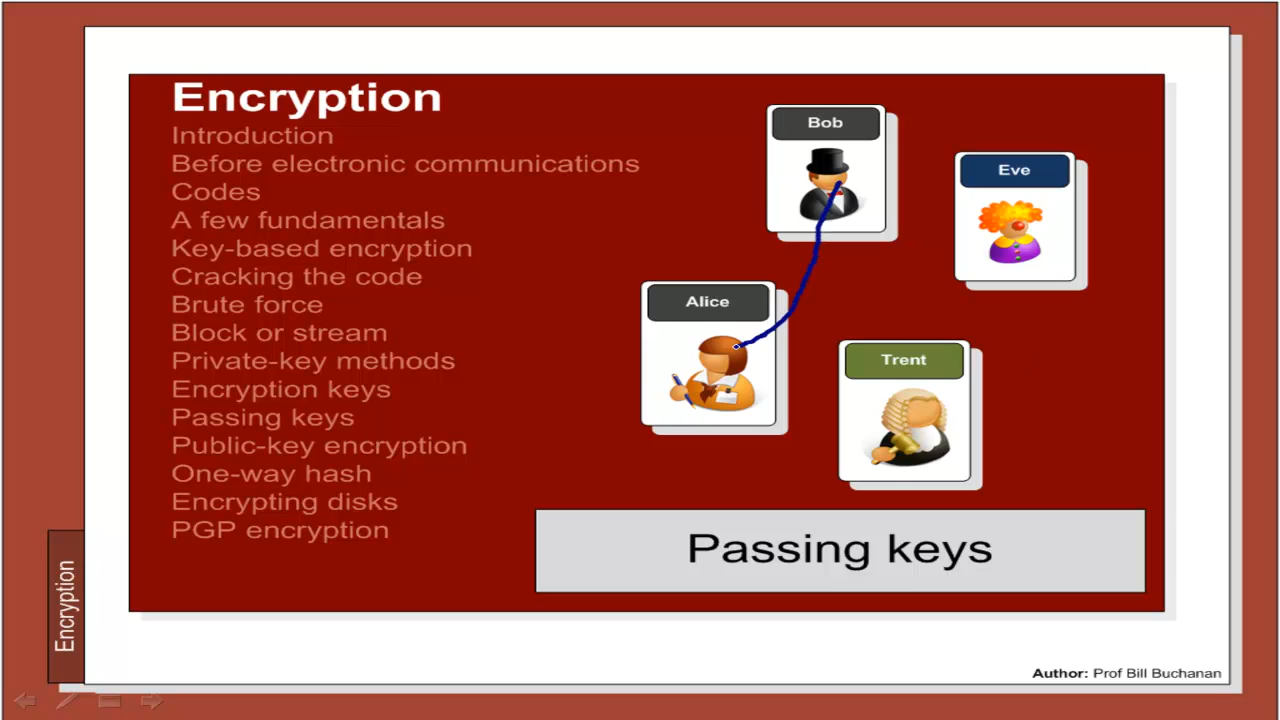 Encryption
Introduction
Before electronic communications
Codes
A few fundamentals
Key-based encryption
Cracking the code
Brute force
Block or stream
Private-key methods
Encryption keys
Passing keys
Public-key encryption
One-way hash
Encrypting disks
PGP encryption
Bob
Eve
Alice
Trent
Passing keys
Encryption
Author: Prof Bill Buchanan